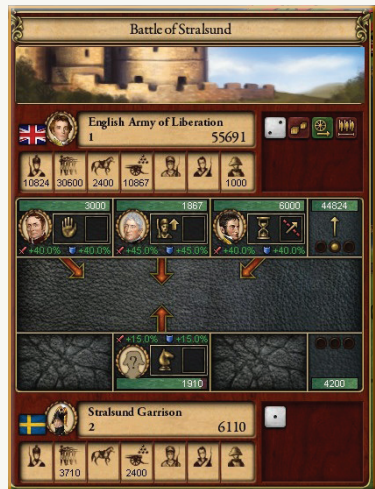 Battle of Stralsund
English Army of Liberation
1 55691
10824 30600 2400 10867 1000
3000 1867 6000 44824
+40.0% +40.0% +45.0% +45.0% +40.0% +40.0%
+15.0% +15.0%
1910 4200
Stralsund Garrison
2 6110
3710 2400